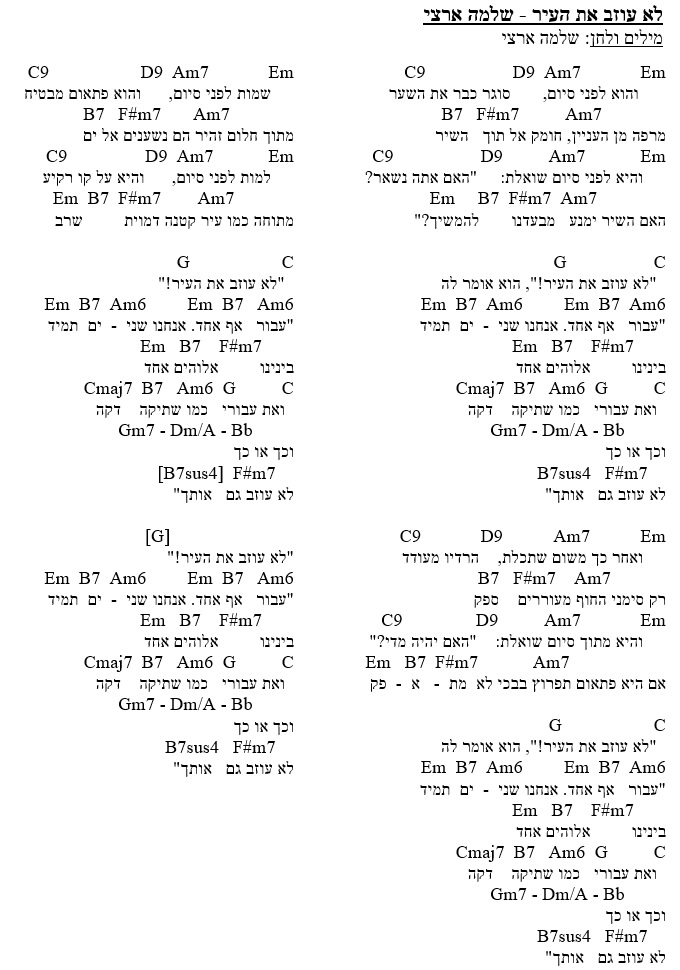 לא עוזב את העיר - שלמה ארצי
מילים ולחן: שלמה ארצי
C9 D9 Am7 Em
והוא לפני סיום, סוגר כבר את השער
B7 F#m7 Am7
מרפה מן העניין, חומק אל תוך השיר
C9 D9 Am7 Em
והיא לפני סיום שואלת: "האם אתה נשאר?
Em B7 F#m7 Am7
האם השיר ימנע מבעדנו להמשיך?"
G C
"לא עוזב את העיר!", הוא אומר לה
Em B7 Am6 Em B7 Am6
"עבור אף אחד. אנחנו שני - ים תמיד
Em B7 F#m7
בינינו אלוהים אחד
Cmaj7 B7 Am6 G C
ואת עבורי כמו שתיקה דקה
Gm7 - Dm/A - Bb
וכך או כך
B7sus4 F#m7
לא עוזב גם אותך"
C9 D9 Am7 Em
ואחר כך משום שתכלת, הרדיו מעודד
B7 F#m7 Am7
רק סימני החוף מעוררים ספק
C9 D9 Am7 Em
והיא מתוך סיום שואלת: "האם יהיה מדי?"
Em B7 F#m7 Am7
אם היא פתאום תפרוץ בבכי לא מת - א - פק
G C
"לא עוזב את העיר!", הוא אומר לה
Em B7 Am6 Em B7 Am6
"עבור אף אחד. אנחנו שני - ים תמיד
Em B7 F#m7
בינינו אלוהים אחד
Cmaj7 B7 Am6 G C
ואת עבורי כמו שתיקה דקה
Gm7 - Dm/A - Bb
וכך או כך
B7sus4 F#m7
לא עוזב גם אותך"
C9 D9 Am7 Em
שמות לפני סיום, והוא פתאום מבטיח
B7 F#m7 Am7
מתוך חלום זהיר הם נשענים אל ים
C9 D9 Am7 Em
למות לפני סיום, והיא על קו רקיע
Em B7 F#m7 Am7
מתוחה כמו עיר קטנה דמוית שרב
G C
"לא עוזב את העיר!"
Em B7 Am6 Em B7 Am6
"עבור אף אחד. אנחנו שני - ים תמיד
Em B7 F#m7
בינינו אלוהים אחד
Cmaj7 B7 Am6 G C
ואת עבורי כמו שתיקה דקה
Gm7 - Dm/A - Bb
וכך או כך
[B7sus4] F#m7
לא עוזב גם אותך"
[G]
"לא עוזב את העיר!"
Em B7 Am6 Em B7 Am6
"עבור אף אחד. אנחנו שני - ים תמיד
Em B7 F#m7
בינינו אלוהים אחד
Cmaj7 B7 Am6 G C
ואת עבורי כמו שתיקה דקה
Gm7 - Dm/A - Bb
וכך או כך
B7sus4 F#m7
לא עוזב גם אותך"